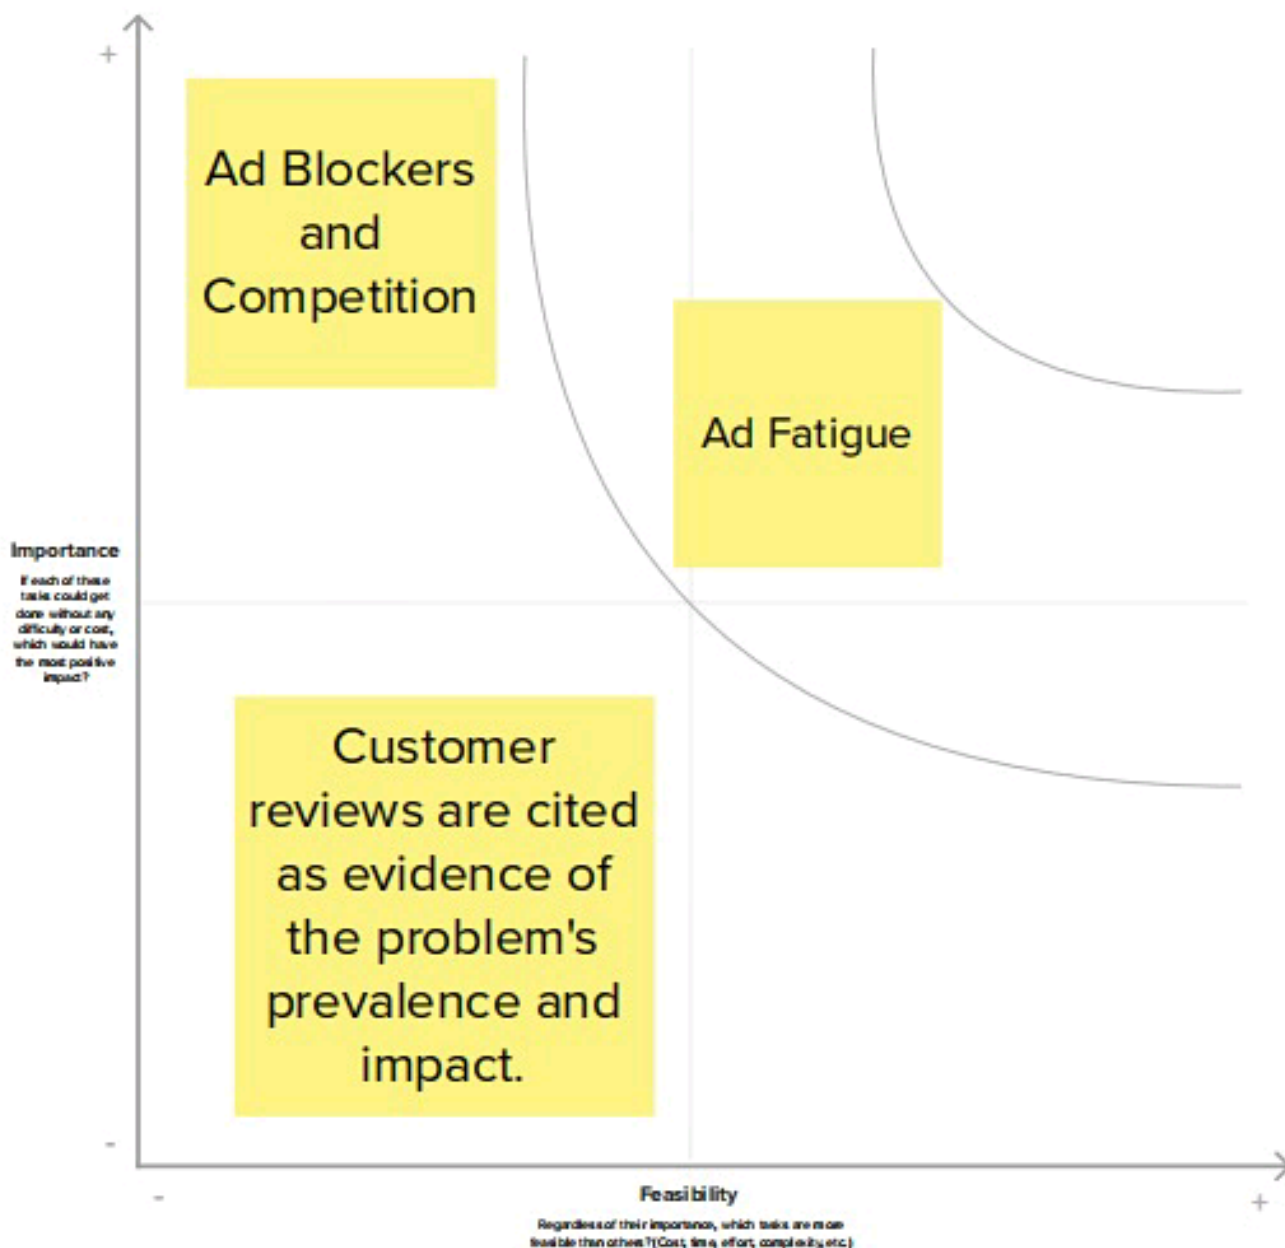 +
Ad Blockers
and
Competition
Ad Fatigue
Importance
If each of these
tasks could get
done without any
difficulty or cost,
which would have
the most positive
impact?
Customer
reviews are cited
as evidence of
the problem's
prevalence and
impact.
-
-
Feasibility
+
Regardless of their importance, which tasks are more
feasible than others? (Cost, time, effort, complexity, etc.)